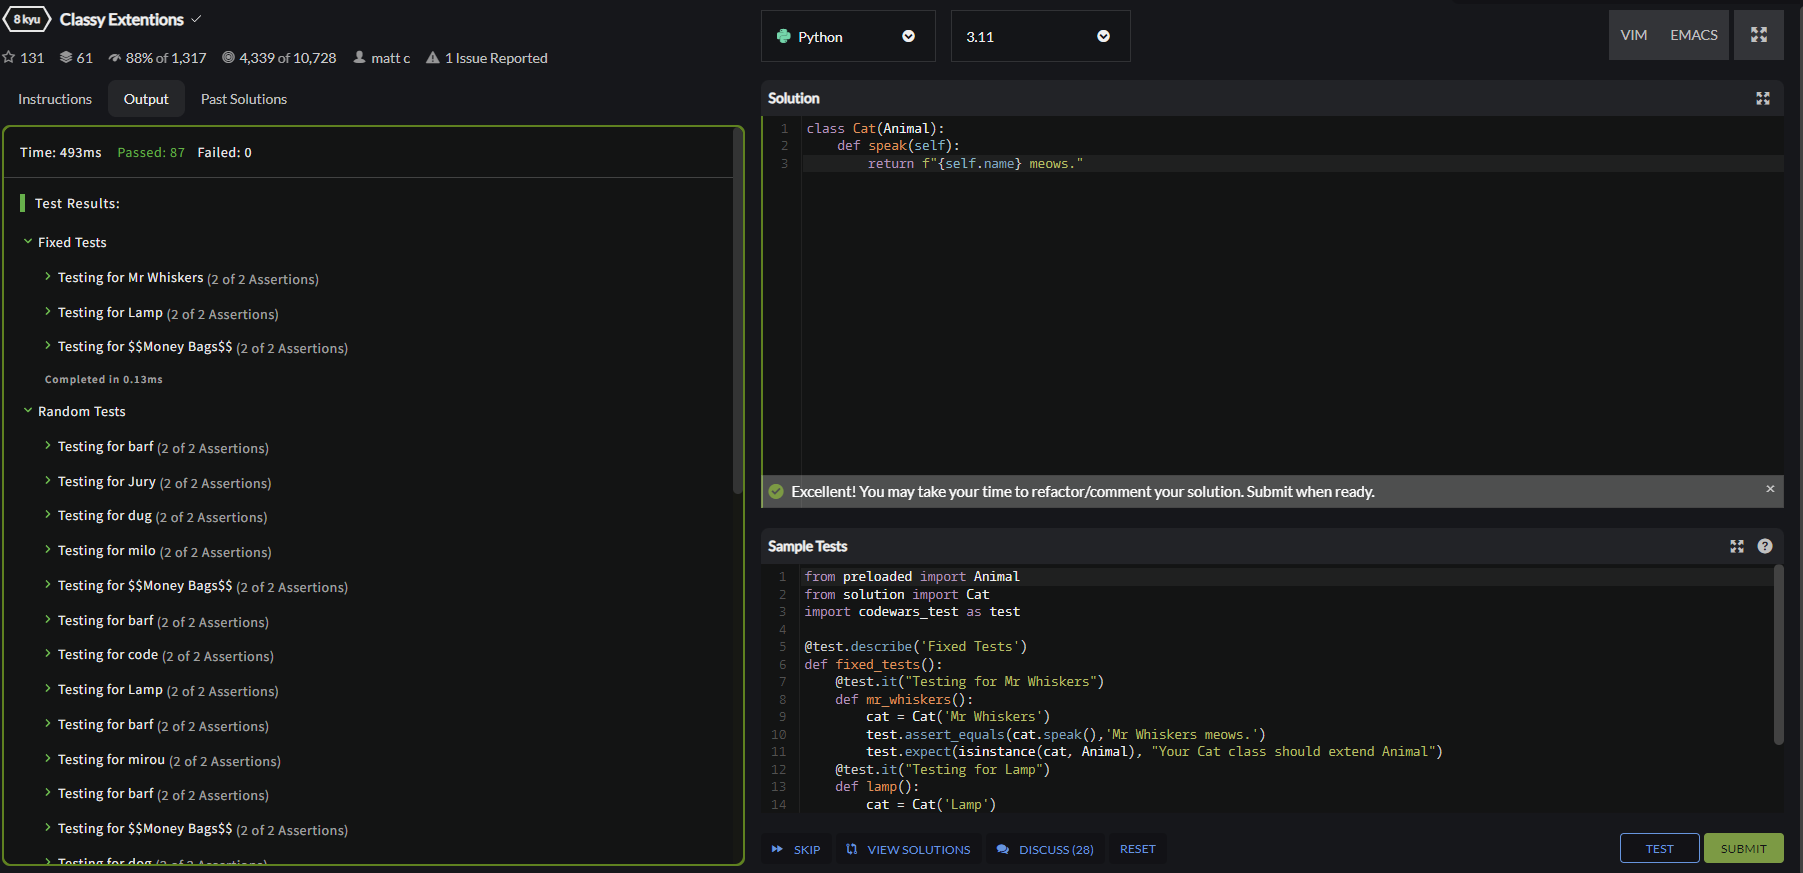 8 kyu Classy Extentions
131 61 88% of 1,317 4,339 of 10,728 matt c 1 Issue Reported
Instructions Output Past Solutions
Time: 493ms Passed: 87 Failed: 0
Test Results:
Fixed Tests
Testing for Mr Whiskers (2 of 2 Assertions)
Testing for Lamp (2 of 2 Assertions)
Testing for $$Money Bags$$ (2 of 2 Assertions)
Completed in 0.13ms
Random Tests
Testing for barf (2 of 2 Assertions)
Testing for Jury (2 of 2 Assertions)
Testing for dug (2 of 2 Assertions)
Testing for milo (2 of 2 Assertions)
Testing for $$Money Bags$$ (2 of 2 Assertions)
Testing for barf (2 of 2 Assertions)
Testing for code (2 of 2 Assertions)
Testing for Lamp (2 of 2 Assertions)
Testing for barf (2 of 2 Assertions)
Testing for mirou (2 of 2 Assertions)
Testing for barf (2 of 2 Assertions)
Testing for $$Money Bags$$ (2 of 2 Assertions)
Testing for dog (2 of 2 Assertions)
Python 3.11 VIM EMACS
Solution
1 class Cat(Animal):
2     def speak(self):
3         return f"{self.name} meows."
Excellent! You may take your time to refactor/comment your solution. Submit when ready. ×
Sample Tests ?
1 from preloaded import Animal
2 from solution import Cat
3 import codewars_test as test
4
5 @test.describe('Fixed Tests')
6 def fixed_tests():
7     @test.it("Testing for Mr Whiskers")
8     def mr_whiskers():
9         cat = Cat('Mr Whiskers')
10         test.assert_equals(cat.speak(),'Mr Whiskers meows.')
11         test.expect(isinstance(cat, Animal), "Your Cat class should extend Animal")
12     @test.it("Testing for Lamp")
13     def lamp():
14         cat = Cat('Lamp')
SKIP VIEW SOLUTIONS DISCUSS (28) RESET TEST SUBMIT